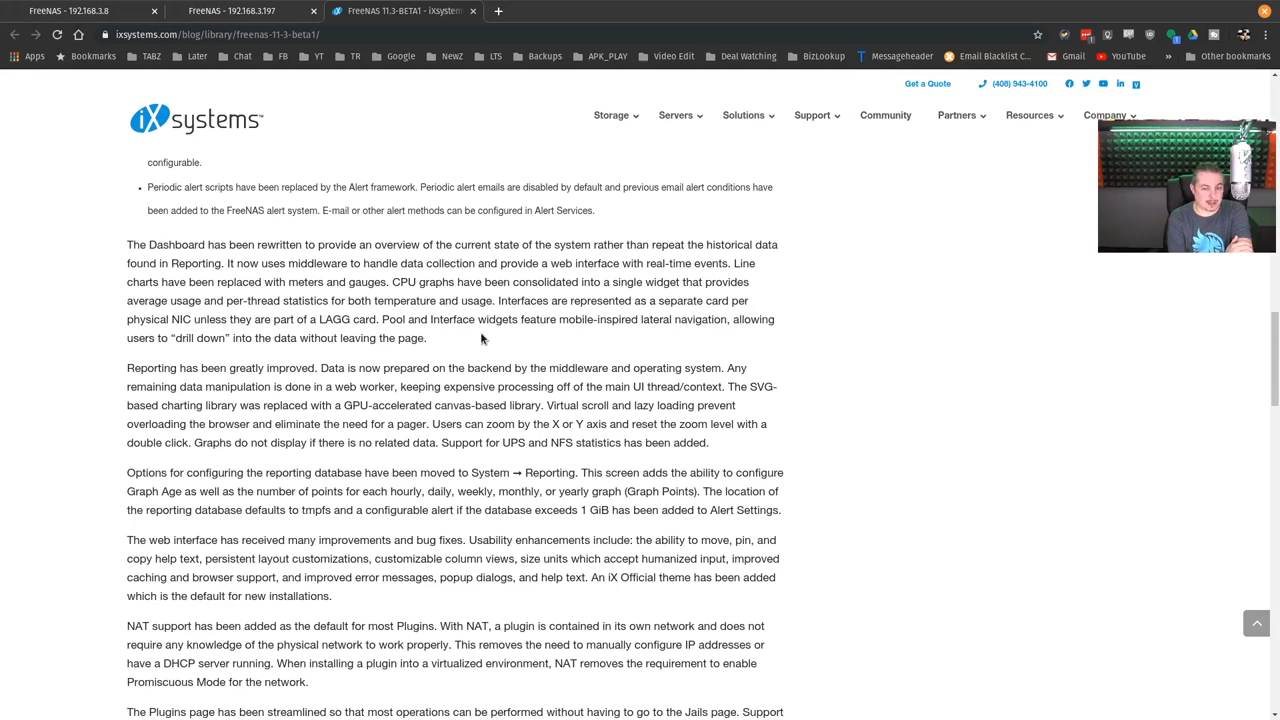 FreeNAS - 192.168.3.8
FreeNAS - 192.168.3.197
FreeNAS 11.3-BETA1 - iXsystem
ixsystems.com/blog/library/freenas-11-3-beta1/
Apps Bookmarks TABZ Later Chat FB YT TR Google NewZ LTS Backups APK_PLAY Video Edit Deal Watching BizLookup Messageheader Email Blacklist C... Gmail YouTube » Other bookmarks
Get a Quote (408) 943-4100
iXsystems
Storage Servers Solutions Support Community Partners Resources Company
configurable.
• Periodic alert scripts have been replaced by the Alert framework. Periodic alert emails are disabled by default and previous email alert conditions have
been added to the FreeNAS alert system. E-mail or other alert methods can be configured in Alert Services.
The Dashboard has been rewritten to provide an overview of the current state of the system rather than repeat the historical data
found in Reporting. It now uses middleware to handle data collection and provide a web interface with real-time events. Line
charts have been replaced with meters and gauges. CPU graphs have been consolidated into a single widget that provides
average usage and per-thread statistics for both temperature and usage. Interfaces are represented as a separate card per
physical NIC unless they are part of a LAGG card. Pool and Interface widgets feature mobile-inspired lateral navigation, allowing
users to “drill down” into the data without leaving the page.
Reporting has been greatly improved. Data is now prepared on the backend by the middleware and operating system. Any
remaining data manipulation is done in a web worker, keeping expensive processing off of the main UI thread/context. The SVG-
based charting library was replaced with a GPU-accelerated canvas-based library. Virtual scroll and lazy loading prevent
overloading the browser and eliminate the need for a pager. Users can zoom by the X or Y axis and reset the zoom level with a
double click. Graphs do not display if there is no related data. Support for UPS and NFS statistics has been added.
Options for configuring the reporting database have been moved to System → Reporting. This screen adds the ability to configure
Graph Age as well as the number of points for each hourly, daily, weekly, monthly, or yearly graph (Graph Points). The location of
the reporting database defaults to tmpfs and a configurable alert if the database exceeds 1 GiB has been added to Alert Settings.
The web interface has received many improvements and bug fixes. Usability enhancements include: the ability to move, pin, and
copy help text, persistent layout customizations, customizable column views, size units which accept humanized input, improved
caching and browser support, and improved error messages, popup dialogs, and help text. An iX Official theme has been added
which is the default for new installations.
NAT support has been added as the default for most Plugins. With NAT, a plugin is contained in its own network and does not
require any knowledge of the physical network to work properly. This removes the need to manually configure IP addresses or
have a DHCP server running. When installing a plugin into a virtualized environment, NAT removes the requirement to enable
Promiscuous Mode for the network.
The Plugins page has been streamlined so that most operations can be performed without having to go to the Jails page. Support